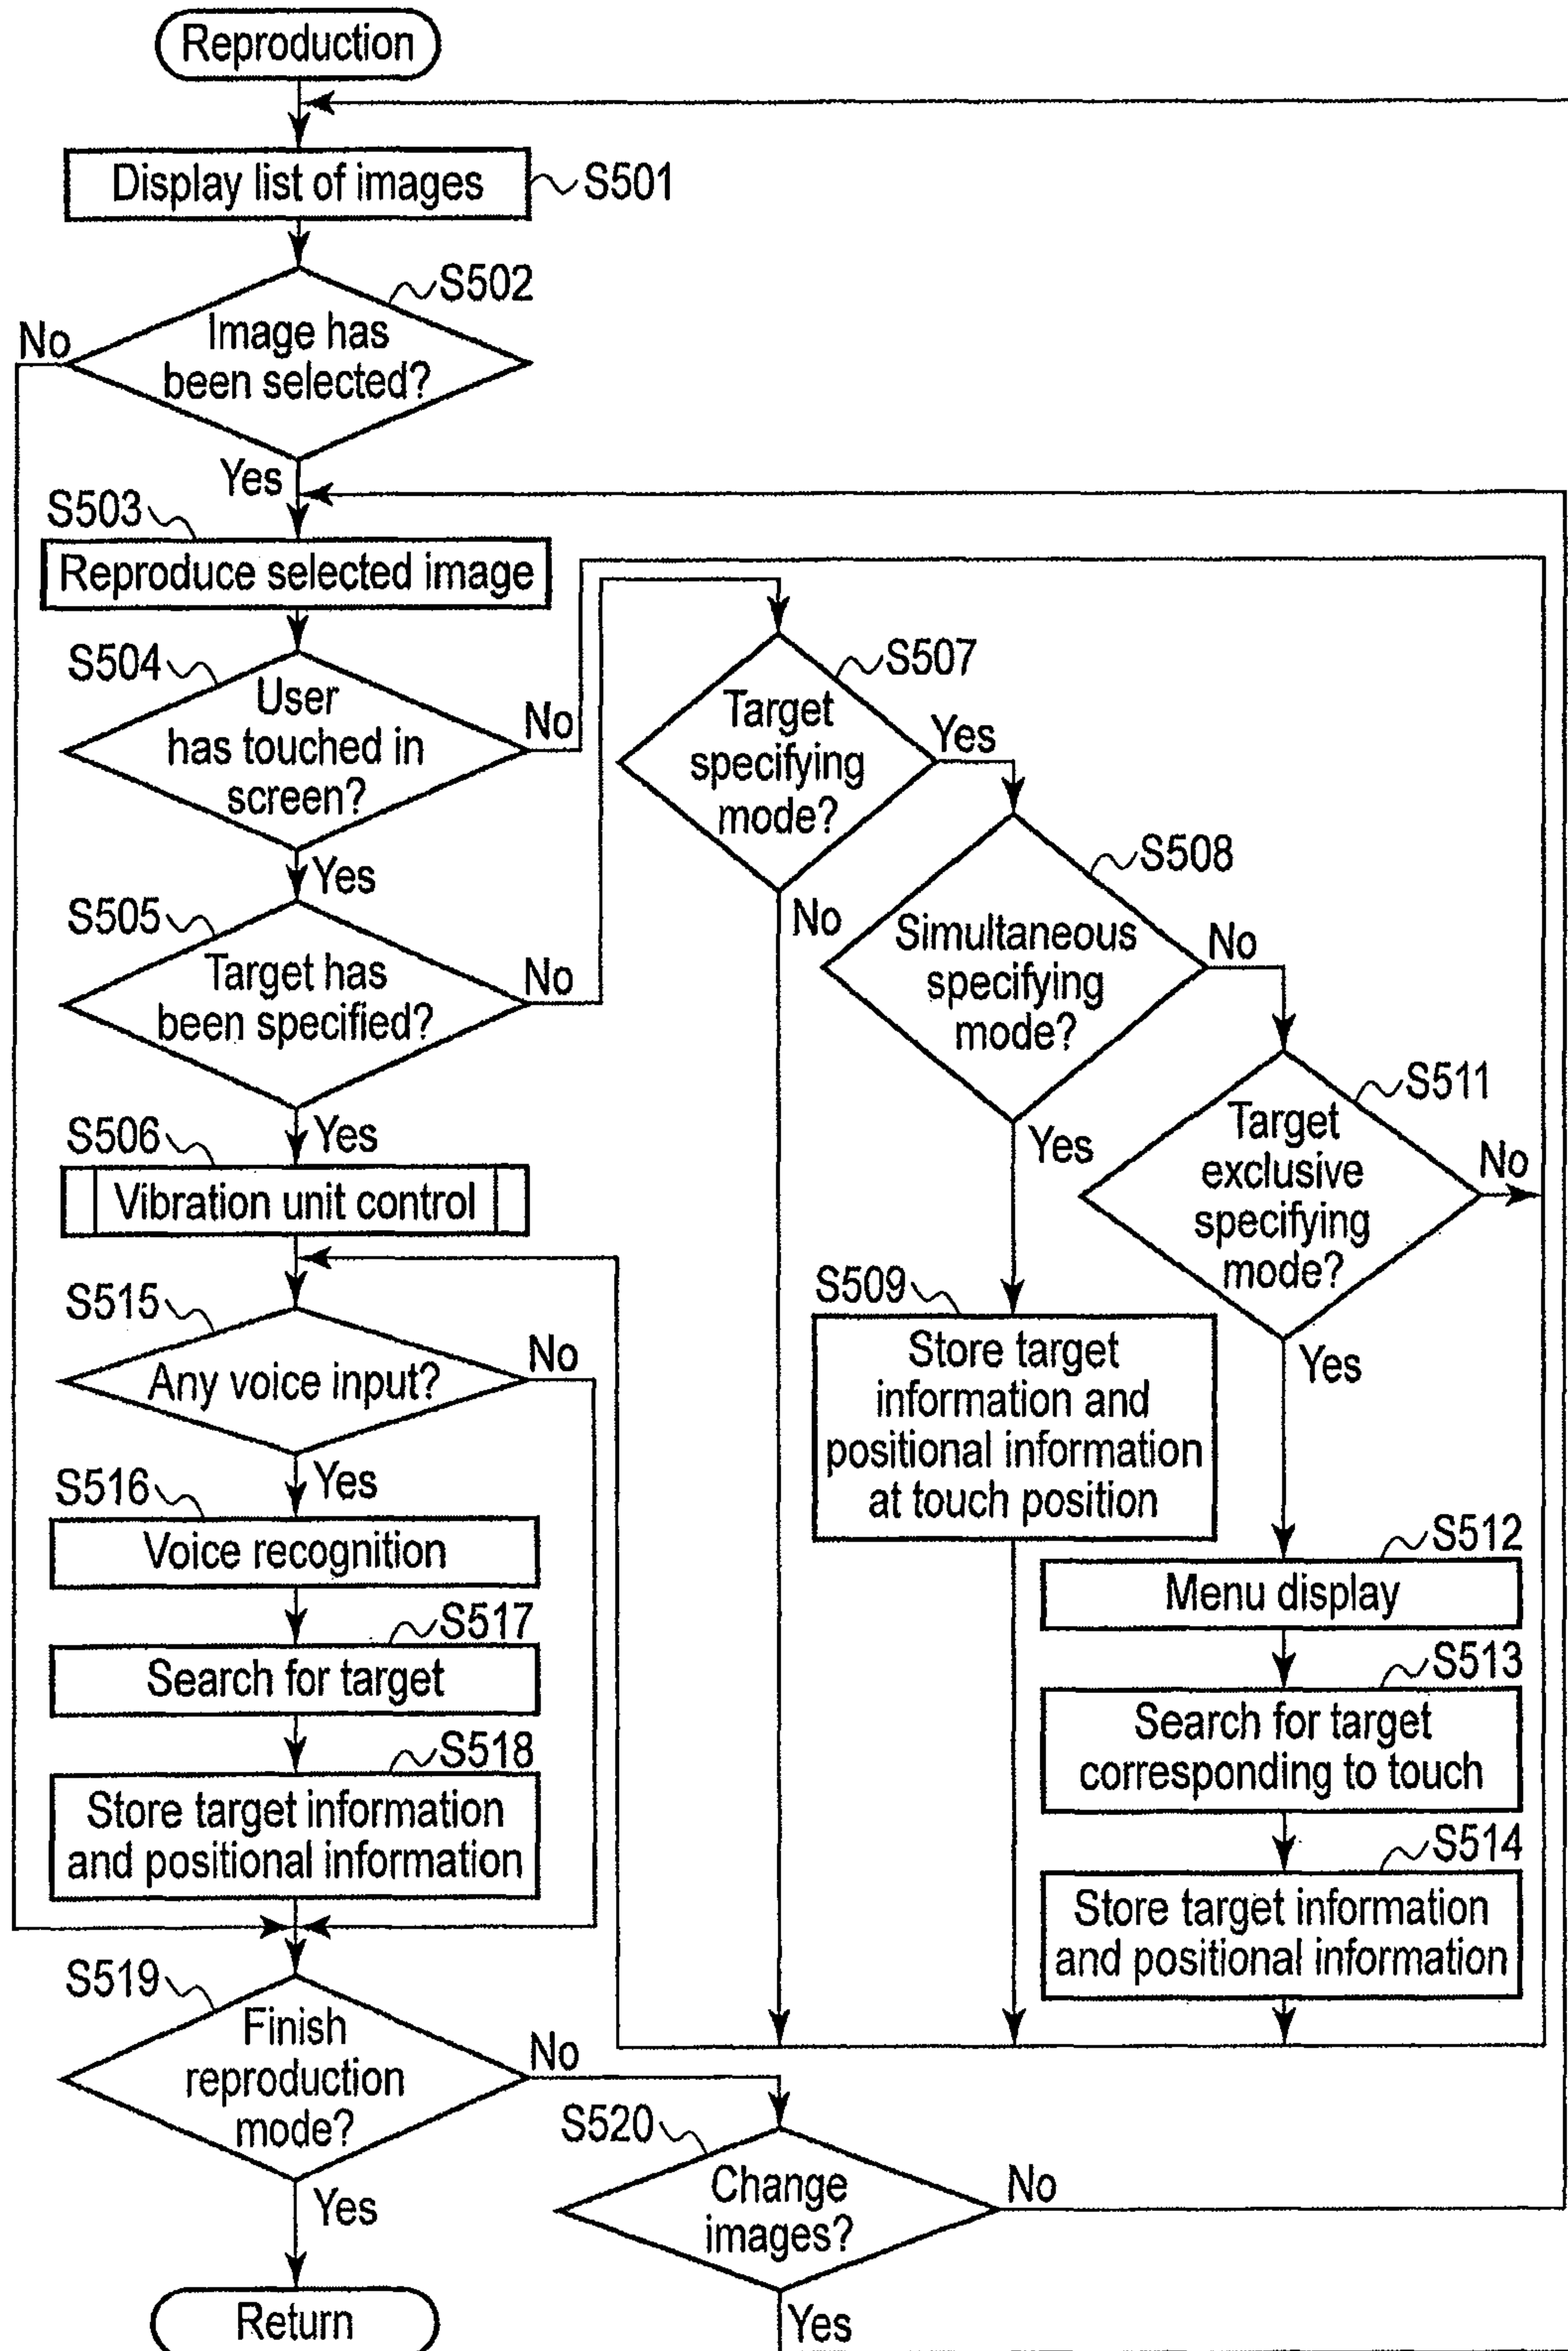 Reproduction
Display list of images
S501
S502
Image has
been selected?
No
Yes
S503
Reproduce selected image
S504
User
has touched in
screen?
No
Yes
S505
Target has
been specified?
No
Yes
S506
Vibration unit control
S507
Target
specifying
mode?
Yes
No
S508
Simultaneous
specifying
mode?
No
Yes
S511
Target
exclusive
specifying
mode?
No
Yes
S509
Store target
information and
positional information
at touch position
S512
Menu display
S513
Search for target
corresponding to touch
S514
Store target information
and positional information
S515
Any voice input?
No
Yes
S516
Voice recognition
S517
Search for target
S518
Store target information
and positional information
S519
Finish
reproduction
mode?
No
Yes
S520
Change
images?
No
Yes
Return